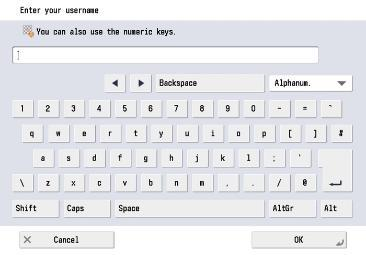 Enter your username
You can also use the numeric keys.
Backspace Alphanum.
1 2 3 4 5 6 7 8 9 0 - = `
q w e r t y u i o p [ ] #
a s d f g h j k l ; '
\ z x c v b n m , . / @
Shift Caps Space AltGr Alt
Cancel OK